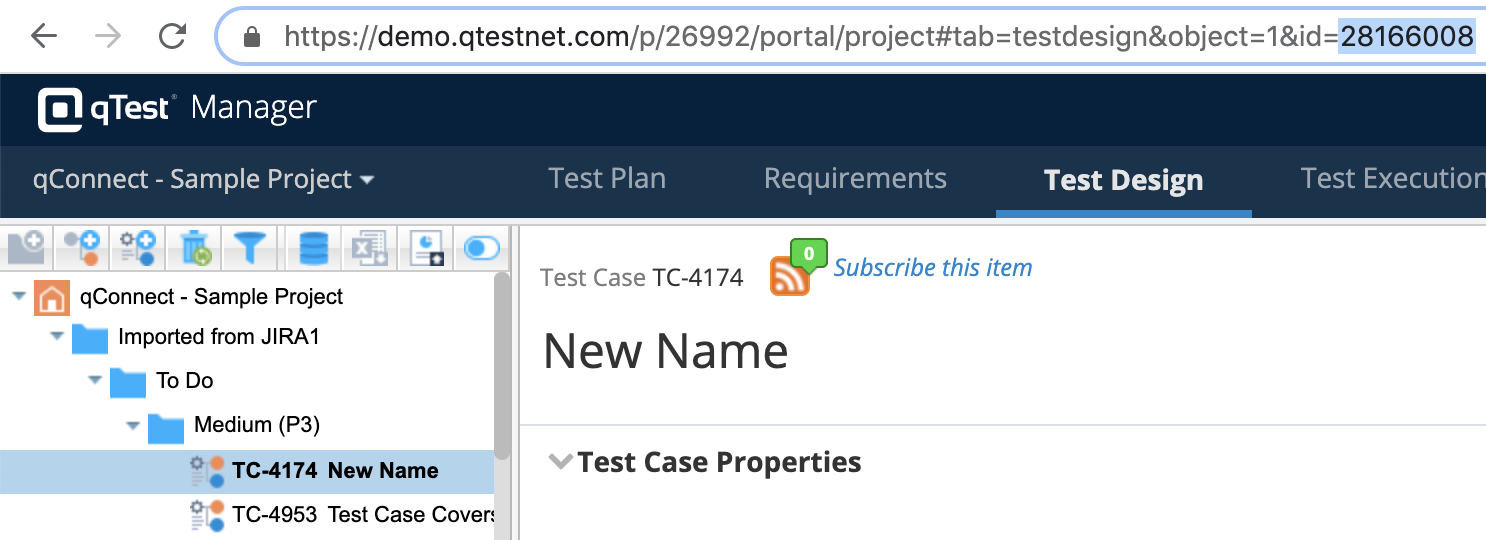 https://demo.qtestnet.com/p/26992/portal/project#tab=testdesign&object=1&id=28166008
qTest® Manager
qConnect - Sample Project Test Plan Requirements Test Design Test Execution
Test Case TC-4174 0 Subscribe this item
qConnect - Sample Project
Imported from JIRA1
New Name
To Do
Medium (P3)
Test Case Properties
TC-4174 New Name
TC-4953 Test Case Covers